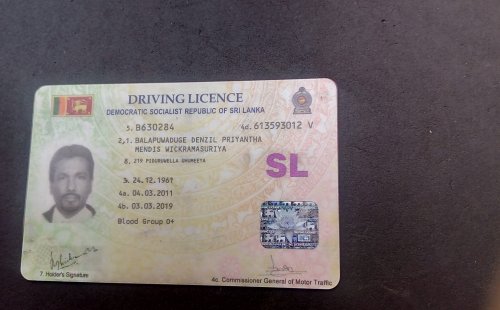 DRIVING LICENCE
DEMOCRATIC SOCIALIST REPUBLIC OF SRI LANKA
5. B630284 4d. 613593012 V
2,1. BALAPUWADUGE DENZIL PRIYANTHA
MENDIS WICKRAMASURIYA
8. 219 PIDURUWELLA UHUMEEYA
SL
3. 24.12.1961
4a. 04.03.2011
4b. 03.03.2019
Blood Group O+
7. Holder's Signature
4c. Commissioner General of Motor Traffic